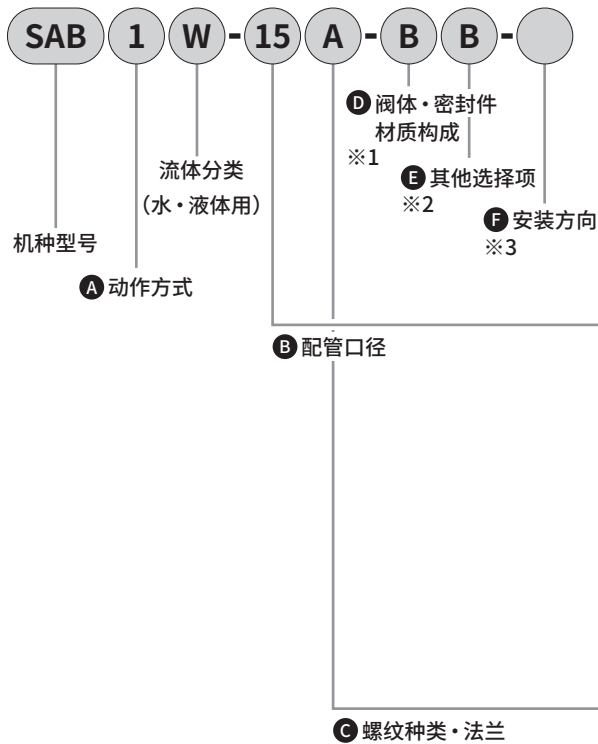 SAB 1 W - 15 A - B B -
D 阀体・密封件
材质构成
※1
流体分类
（水・液体用）
E 其他选择项
※2
F 安装方向
※3
机种型号
A 动作方式
B 配管口径
C 螺纹种类・法兰